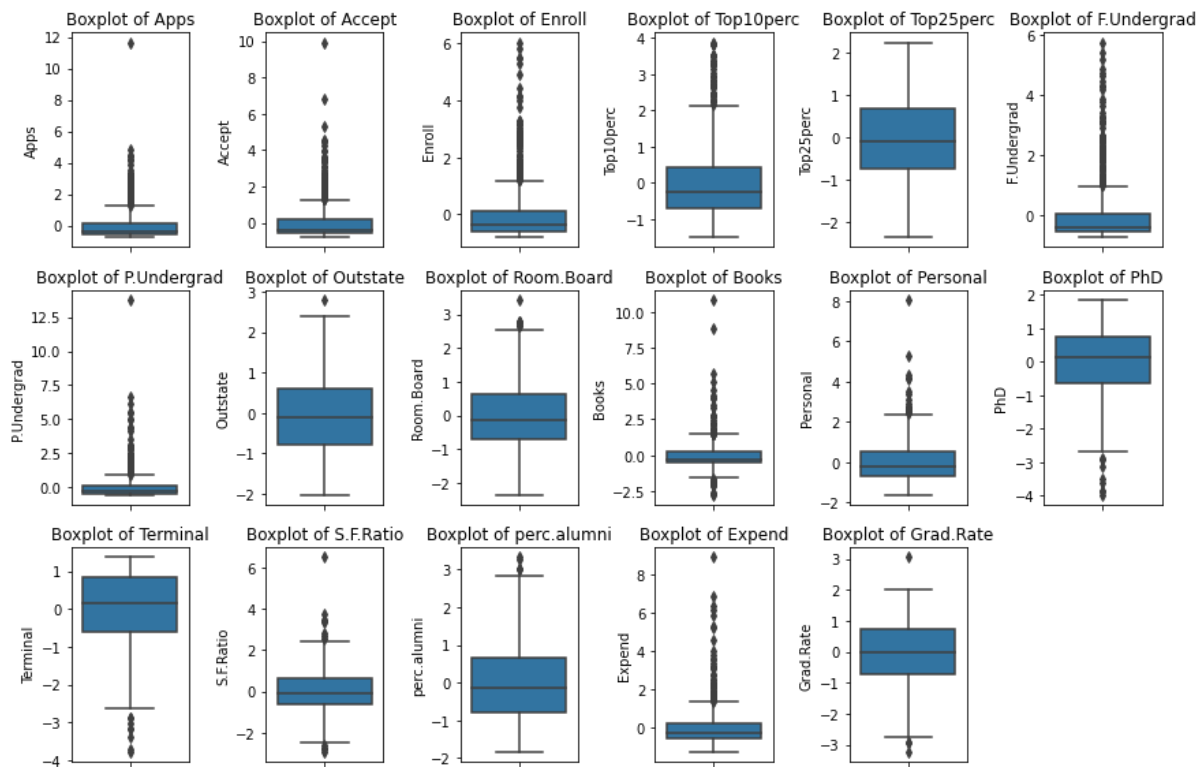 Boxplot of Apps
12
10
8
6
4
2
0
Apps
Boxplot of Accept
10
8
6
4
2
0
Accept
Boxplot of Enroll
6
4
2
0
Enroll
Boxplot of Top10perc
4
3
2
1
0
−1
Top10perc
Boxplot of Top25perc
2
1
0
−1
−2
Top25perc
Boxplot of F.Undergrad
6
4
2
0
F.Undergrad
Boxplot of P.Undergrad
12.5
10.0
7.5
5.0
2.5
0.0
P.Undergrad
Boxplot of Outstate
3
2
1
0
−1
−2
Outstate
Boxplot of Room.Board
3
2
1
0
−1
−2
Room.Board
Boxplot of Books
10.0
7.5
5.0
2.5
0.0
−2.5
Books
Boxplot of Personal
8
6
4
2
0
−2
Personal
Boxplot of PhD
2
1
0
−1
−2
−3
−4
PhD
Boxplot of Terminal
1
0
−1
−2
−3
−4
Terminal
Boxplot of S.F.Ratio
6
4
2
0
−2
S.F.Ratio
Boxplot of perc.alumni
3
2
1
0
−1
−2
perc.alumni
Boxplot of Expend
8
6
4
2
0
Expend
Boxplot of Grad.Rate
3
2
1
0
−1
−2
−3
Grad.Rate